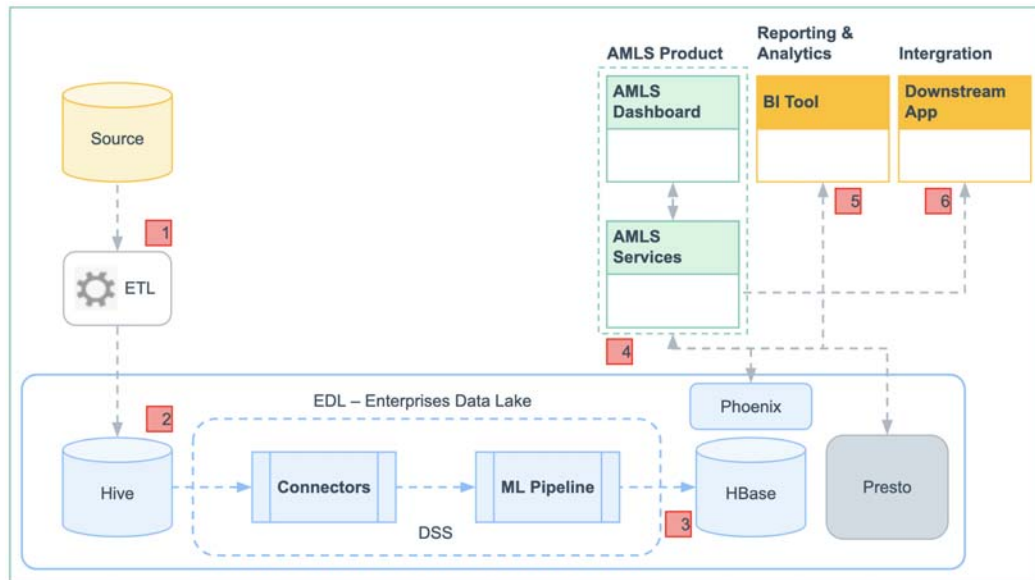 Reporting &
Analytics
AMLS Product
Intergration
AMLS
Dashboard
BI Tool
Downstream
App
Source
1
5
6
AMLS
Services
ETL
4
2
EDL – Enterprises Data Lake
Phoenix
Hive
Connectors
ML Pipeline
HBase
Presto
3
DSS